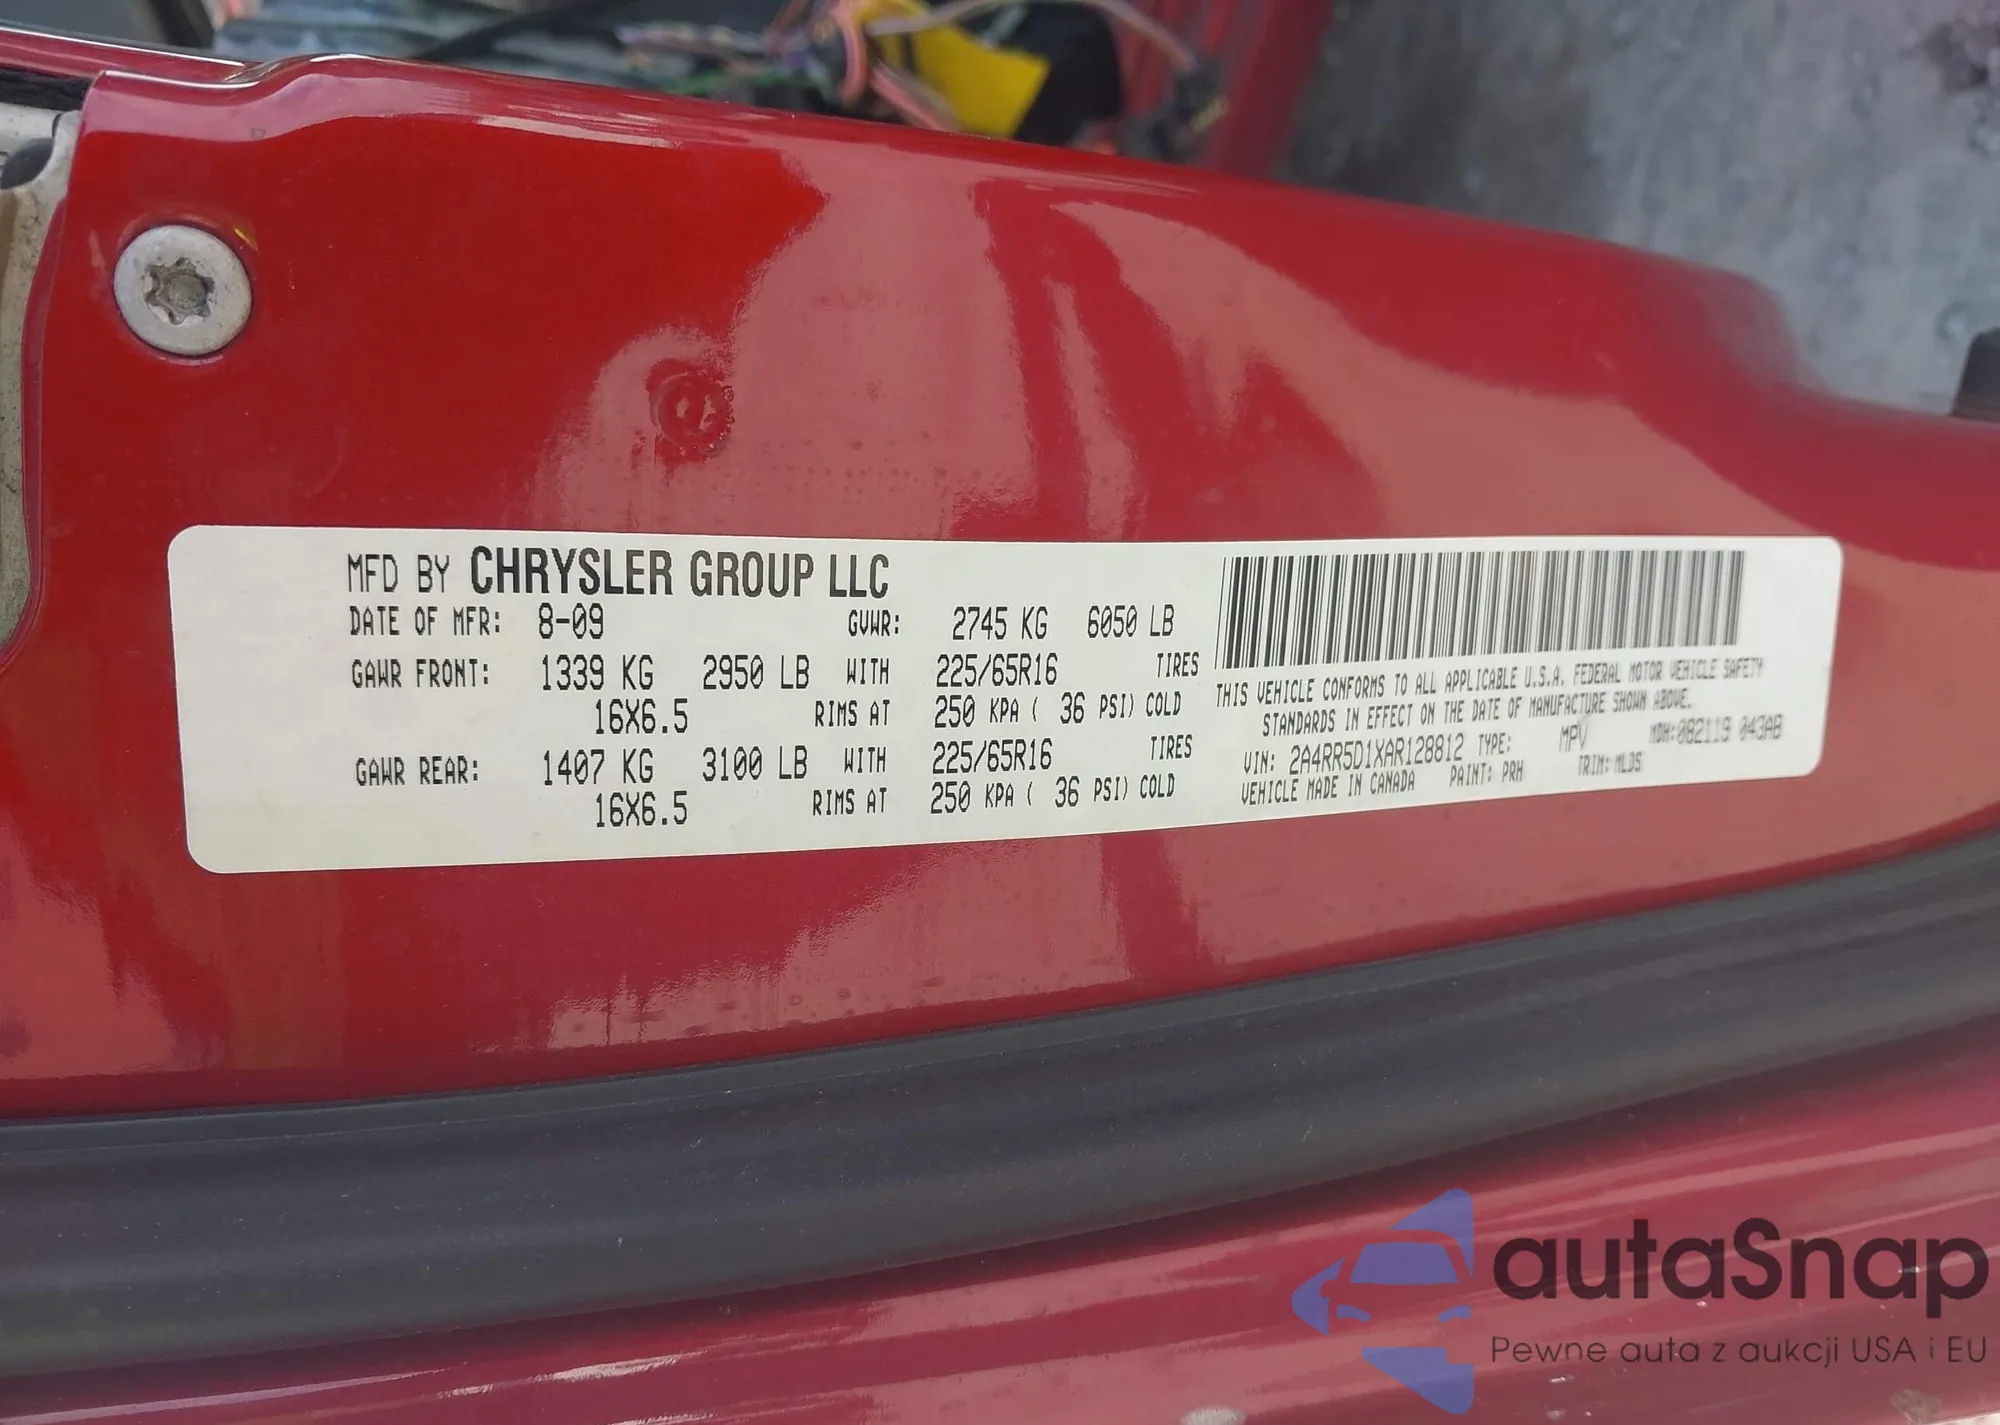 MFD BY CHRYSLER GROUP LLC
DATE OF MFR: 8-09 GVWR: 2745 KG 6050 LB
GAWR FRONT: 1339 KG 2950 LB WITH 225/65R16 TIRES
16X6.5 RIMS AT 250 KPA ( 36 PSI) COLD
GAWR REAR: 1407 KG 3100 LB WITH 225/65R16 TIRES
16X6.5 RIMS AT 250 KPA ( 36 PSI) COLD
THIS VEHICLE CONFORMS TO ALL APPLICABLE U.S.A. FEDERAL MOTOR VEHICLE SAFETY
STANDARDS IN EFFECT ON THE DATE OF MANUFACTURE SHOWN ABOVE.
VIN: 2A4RR5D1XAR128812 TYPE: MPV MDH:082119 043AB
VEHICLE MADE IN CANADA PAINT: PRH TRIM: MLDS
autaSnap
Pewne auta z aukcji USA i EU